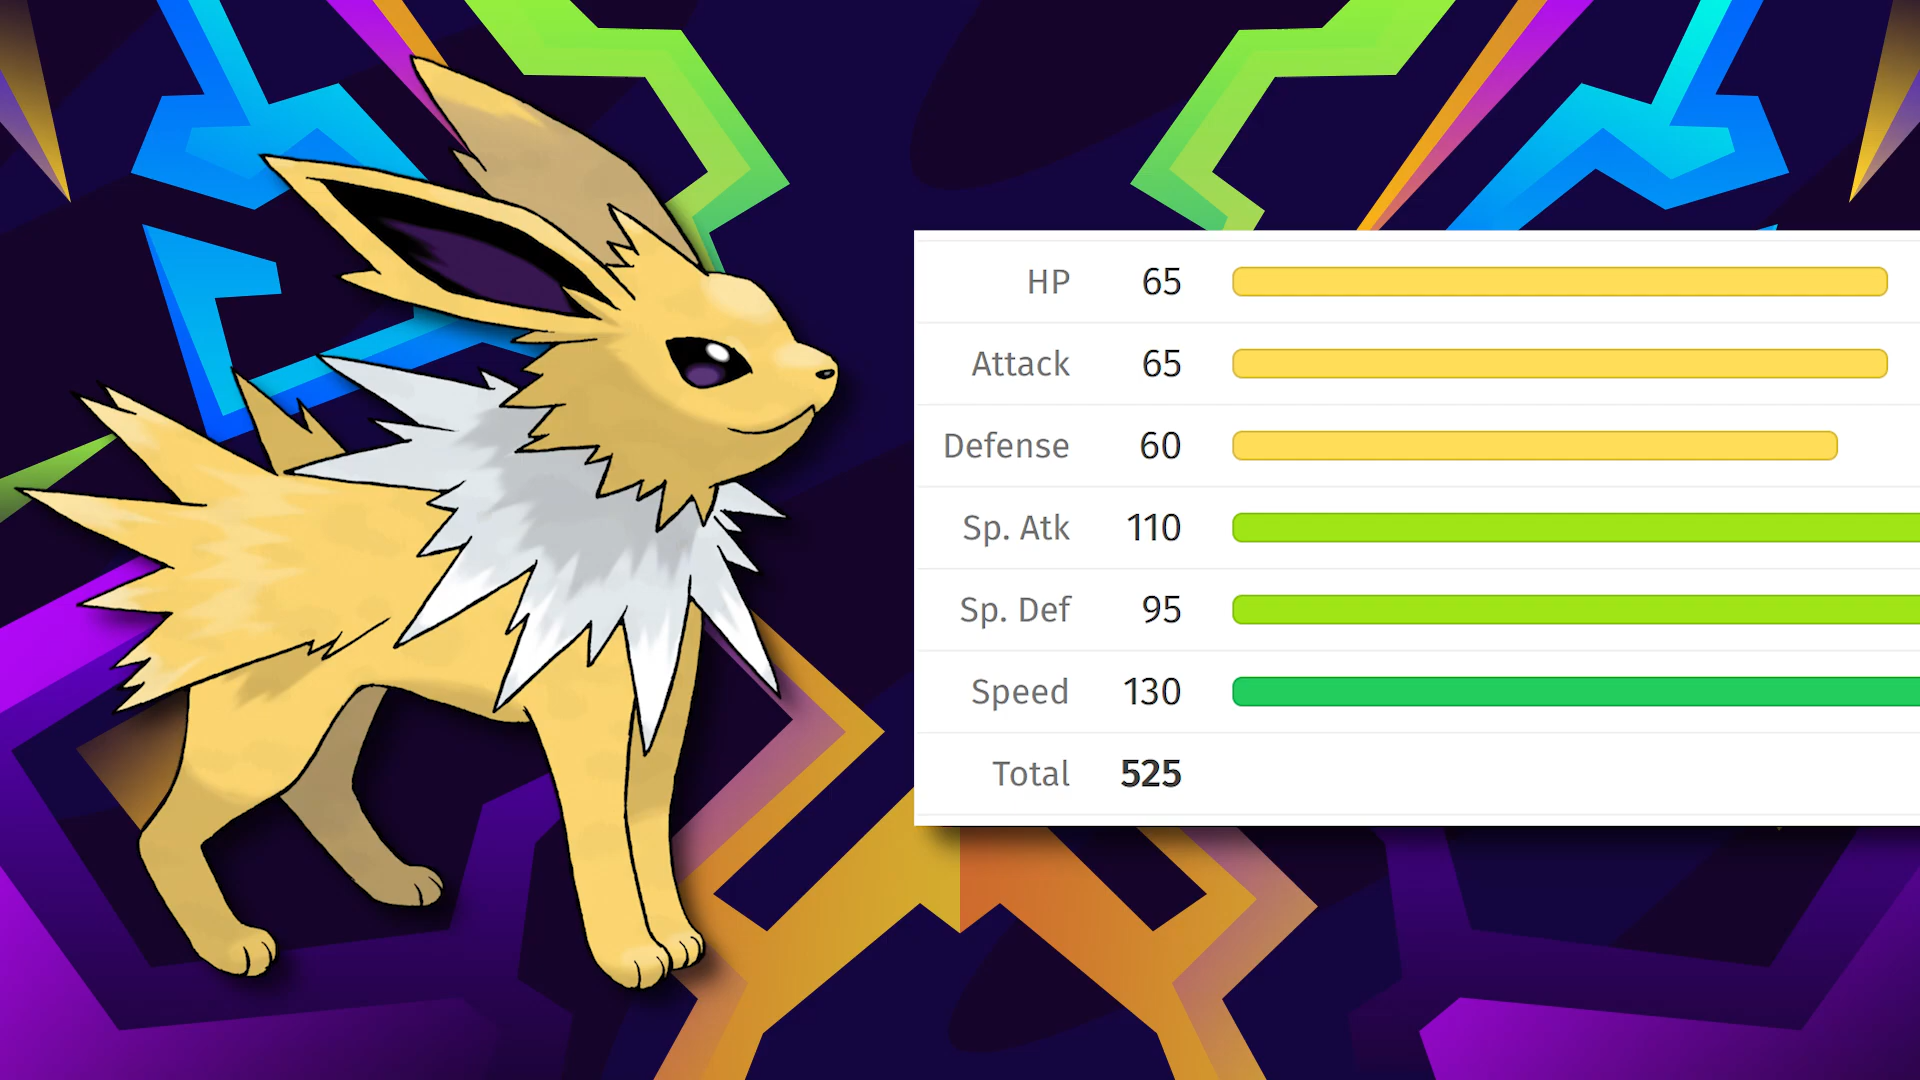 HP 65
Attack 65
Defense 60
Sp. Atk 110
Sp. Def 95
Speed 130
Total 525